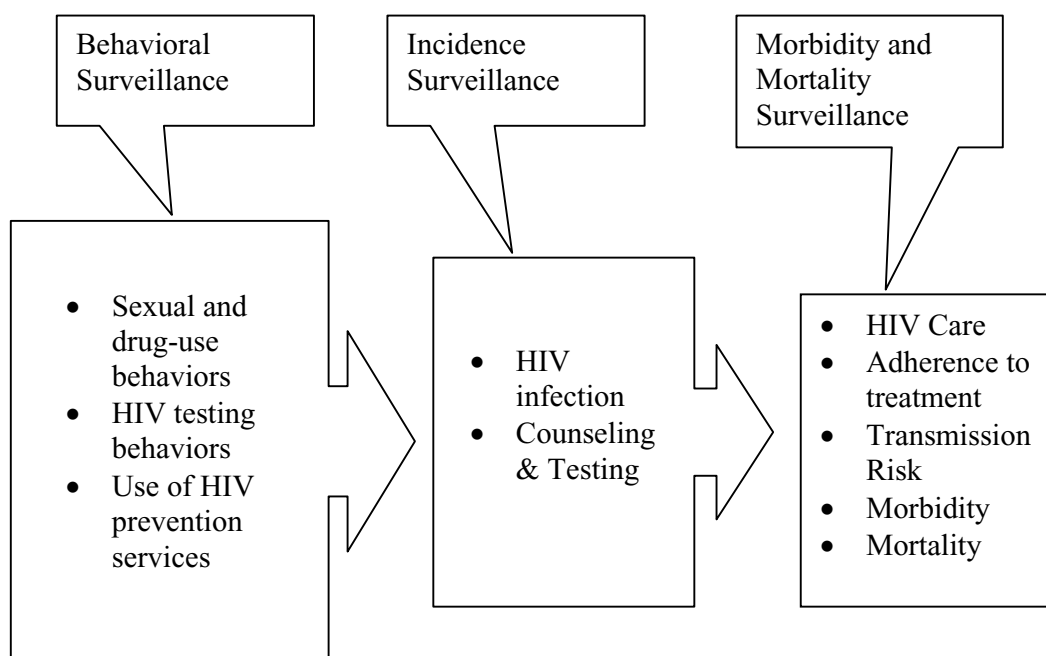 Behavioral
Surveillance
Incidence
Surveillance
Morbidity and
Mortality
Surveillance
• Sexual and
drug-use
behaviors
• HIV testing
behaviors
• Use of HIV
prevention
services
• HIV
infection
• Counseling
& Testing
• HIV Care
• Adherence to
treatment
• Transmission
Risk
• Morbidity
• Mortality